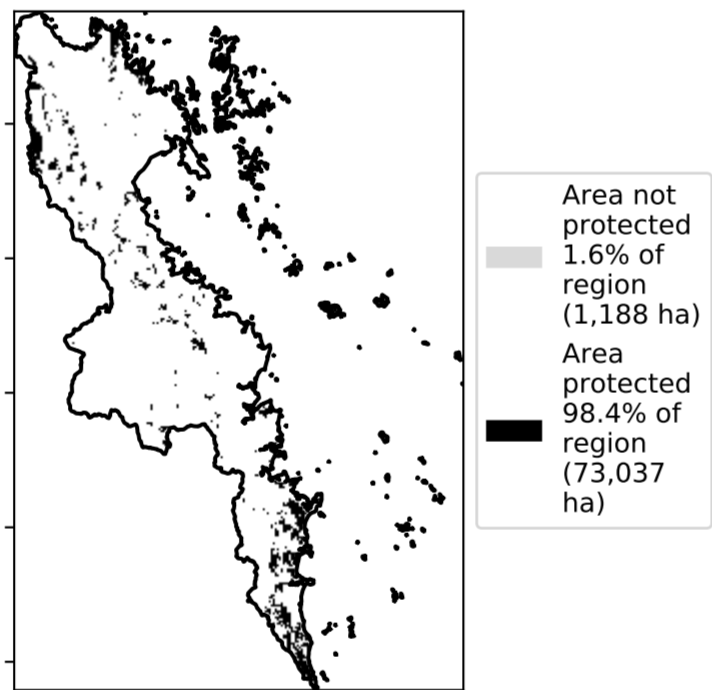 Area not
protected
1.6% of
region
(1,188 ha)
Area
protected
98.4% of
region
(73,037
ha)